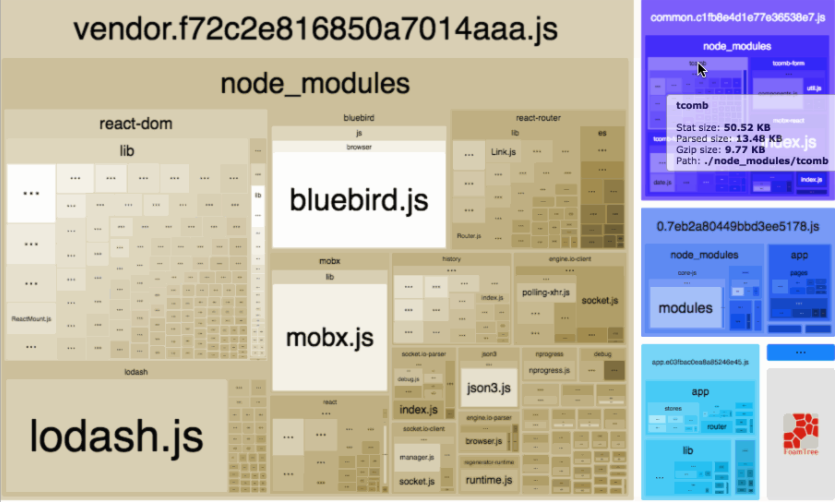 vendor.f72c2e816850a7014aaa.js
node_modules
react-dom
lib
lib
ReactMount.js
bluebird
js
browser
bluebird.js
react-router
lib
es
Link.js
Router.js
mobx
lib
mobx.js
history
index.js
engine.io-client
polling-xhr.js
socket.js
lodash
lodash.js
react
socket.io-parser
debug.js
index.js
socket.io-client
manager.js
socket.js
json3
json3.js
engine.io-parser
browser.js
regenerator-runtime
runtime.js
nprogress
nprogress.js
debug
common.c1fb8e4d1e77e36538e7.js
node_modules
tcomb
tcomb-form
util.js
tcomb
Stat size: 50.52 KB
Parsed size: 13.48 KB
Gzip size: 9.77 KB
Path: ./node_modules/tcomb
mobx-react
index.js
date.js
index.js
0.7eb2a80449bbd3ee5178.js
node_modules
core-js
modules
app
pages
app
stores
router
lib
FoamTree